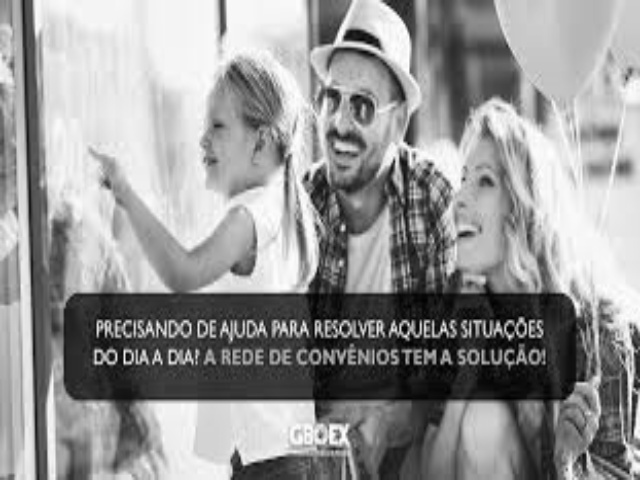 PRECISANDO DE AJUDA PARA RESOLVER AQUELAS SITUAÇÕES
DO DIA A DIA? A REDE DE CONVÊNIOS TEM A SOLUÇÃO!
GBOEX